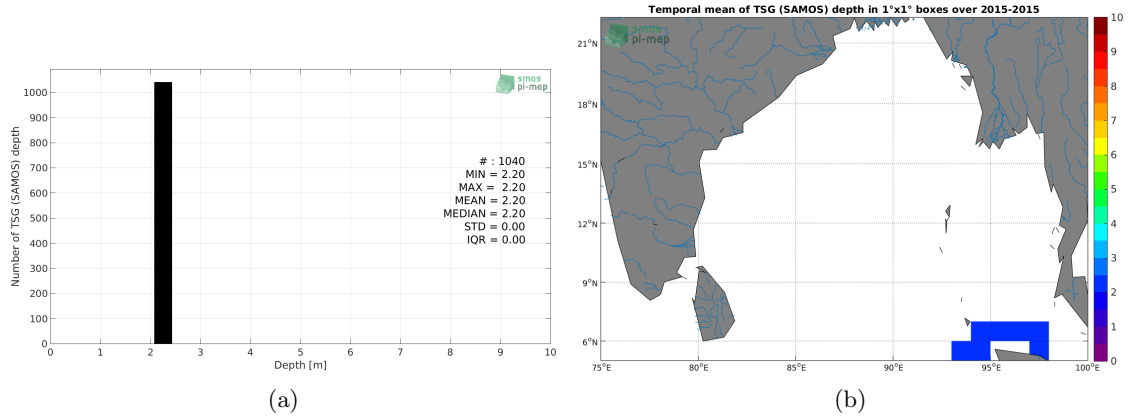 Temporal mean of TSG (SAMOS) depth in 1°x1° boxes over 2015-2015
smos
pi-mep
Number of TSG (SAMOS) depth
1000
900
800
700
600
500
400
300
200
100
0
# : 1040
MIN = 2.20
MAX = 2.20
MEAN = 2.20
MEDIAN = 2.20
STD = 0.00
IQR = 0.00
0 1 2 3 4 5 6 7 8 9 10
Depth [m]
(a)
smos
pi-mep
21°N
18°N
15°N
12°N
9°N
6°N
75°E 80°E 85°E 90°E 95°E 100°E
10
9
8
7
6
5
4
3
2
1
0
(b)